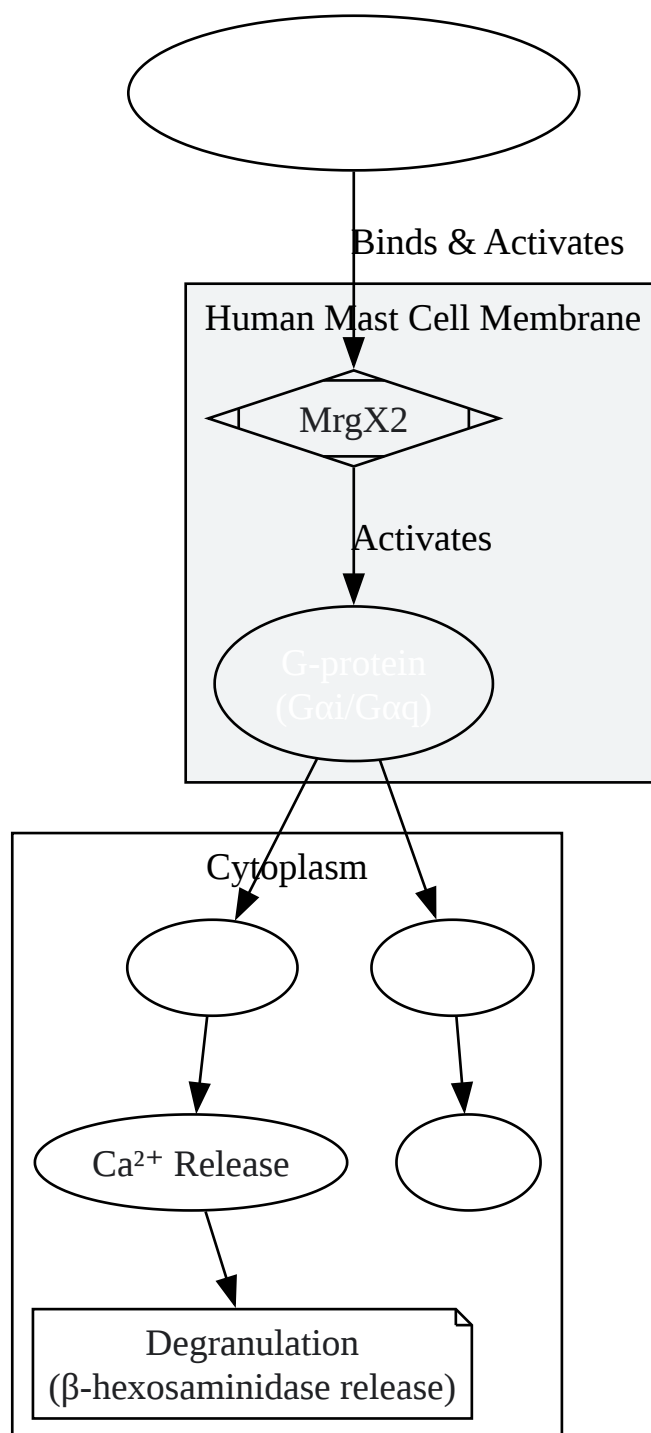 Binds & Activates
Human Mast Cell Membrane
MrgX2
Activates
G-protein
(Gαi/Gαq)
Cytoplasm
Ca²⁺ Release
Degranulation
(β-hexosaminidase release)